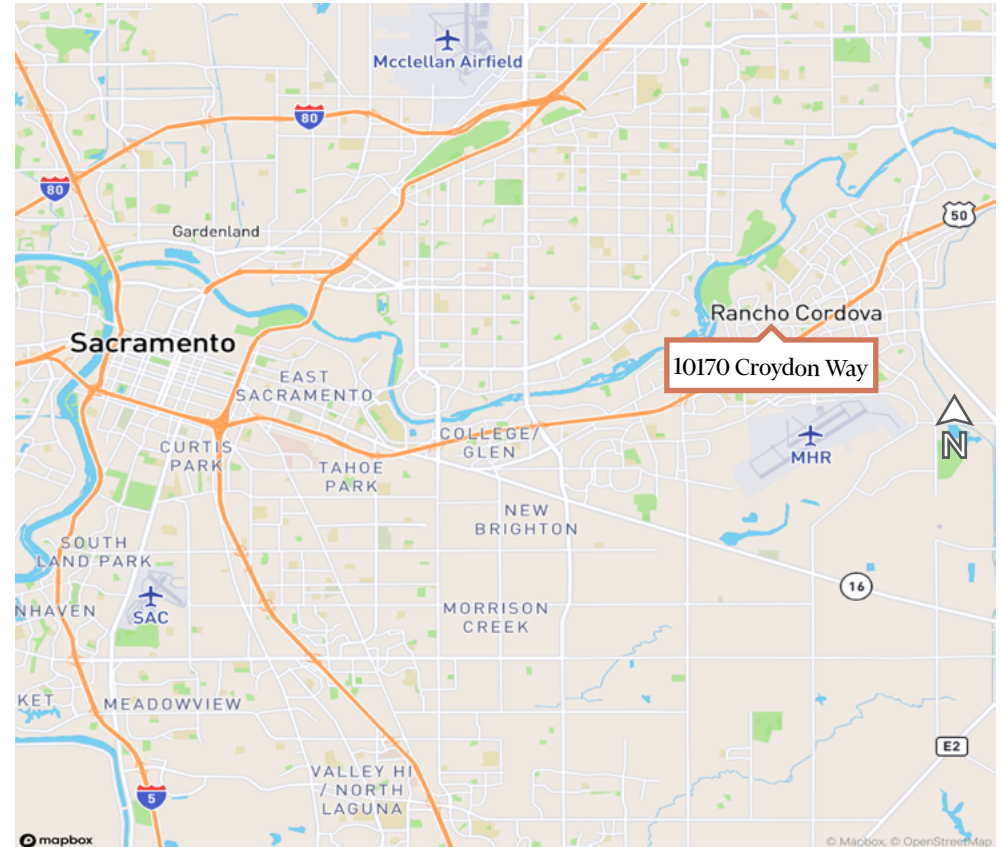 Mcclellan Airfield
80
80
50
Gardenland
Rancho Cordova
Sacramento
10170 Croydon Way
EAST
SACRAMENTO
N
COLLEGE/
GLEN
CURTIS
PARK
MHR
TAHOE
PARK
NEW
BRIGHTON
SOUTH
LAND PARK
16
NHAVEN
SAC
MORRISON
CREEK
KET
MEADOWVIEW
E2
VALLEY HI
/ NORTH
LAGUNA
5
mapbox
© Mapbox, © OpenStreetMap